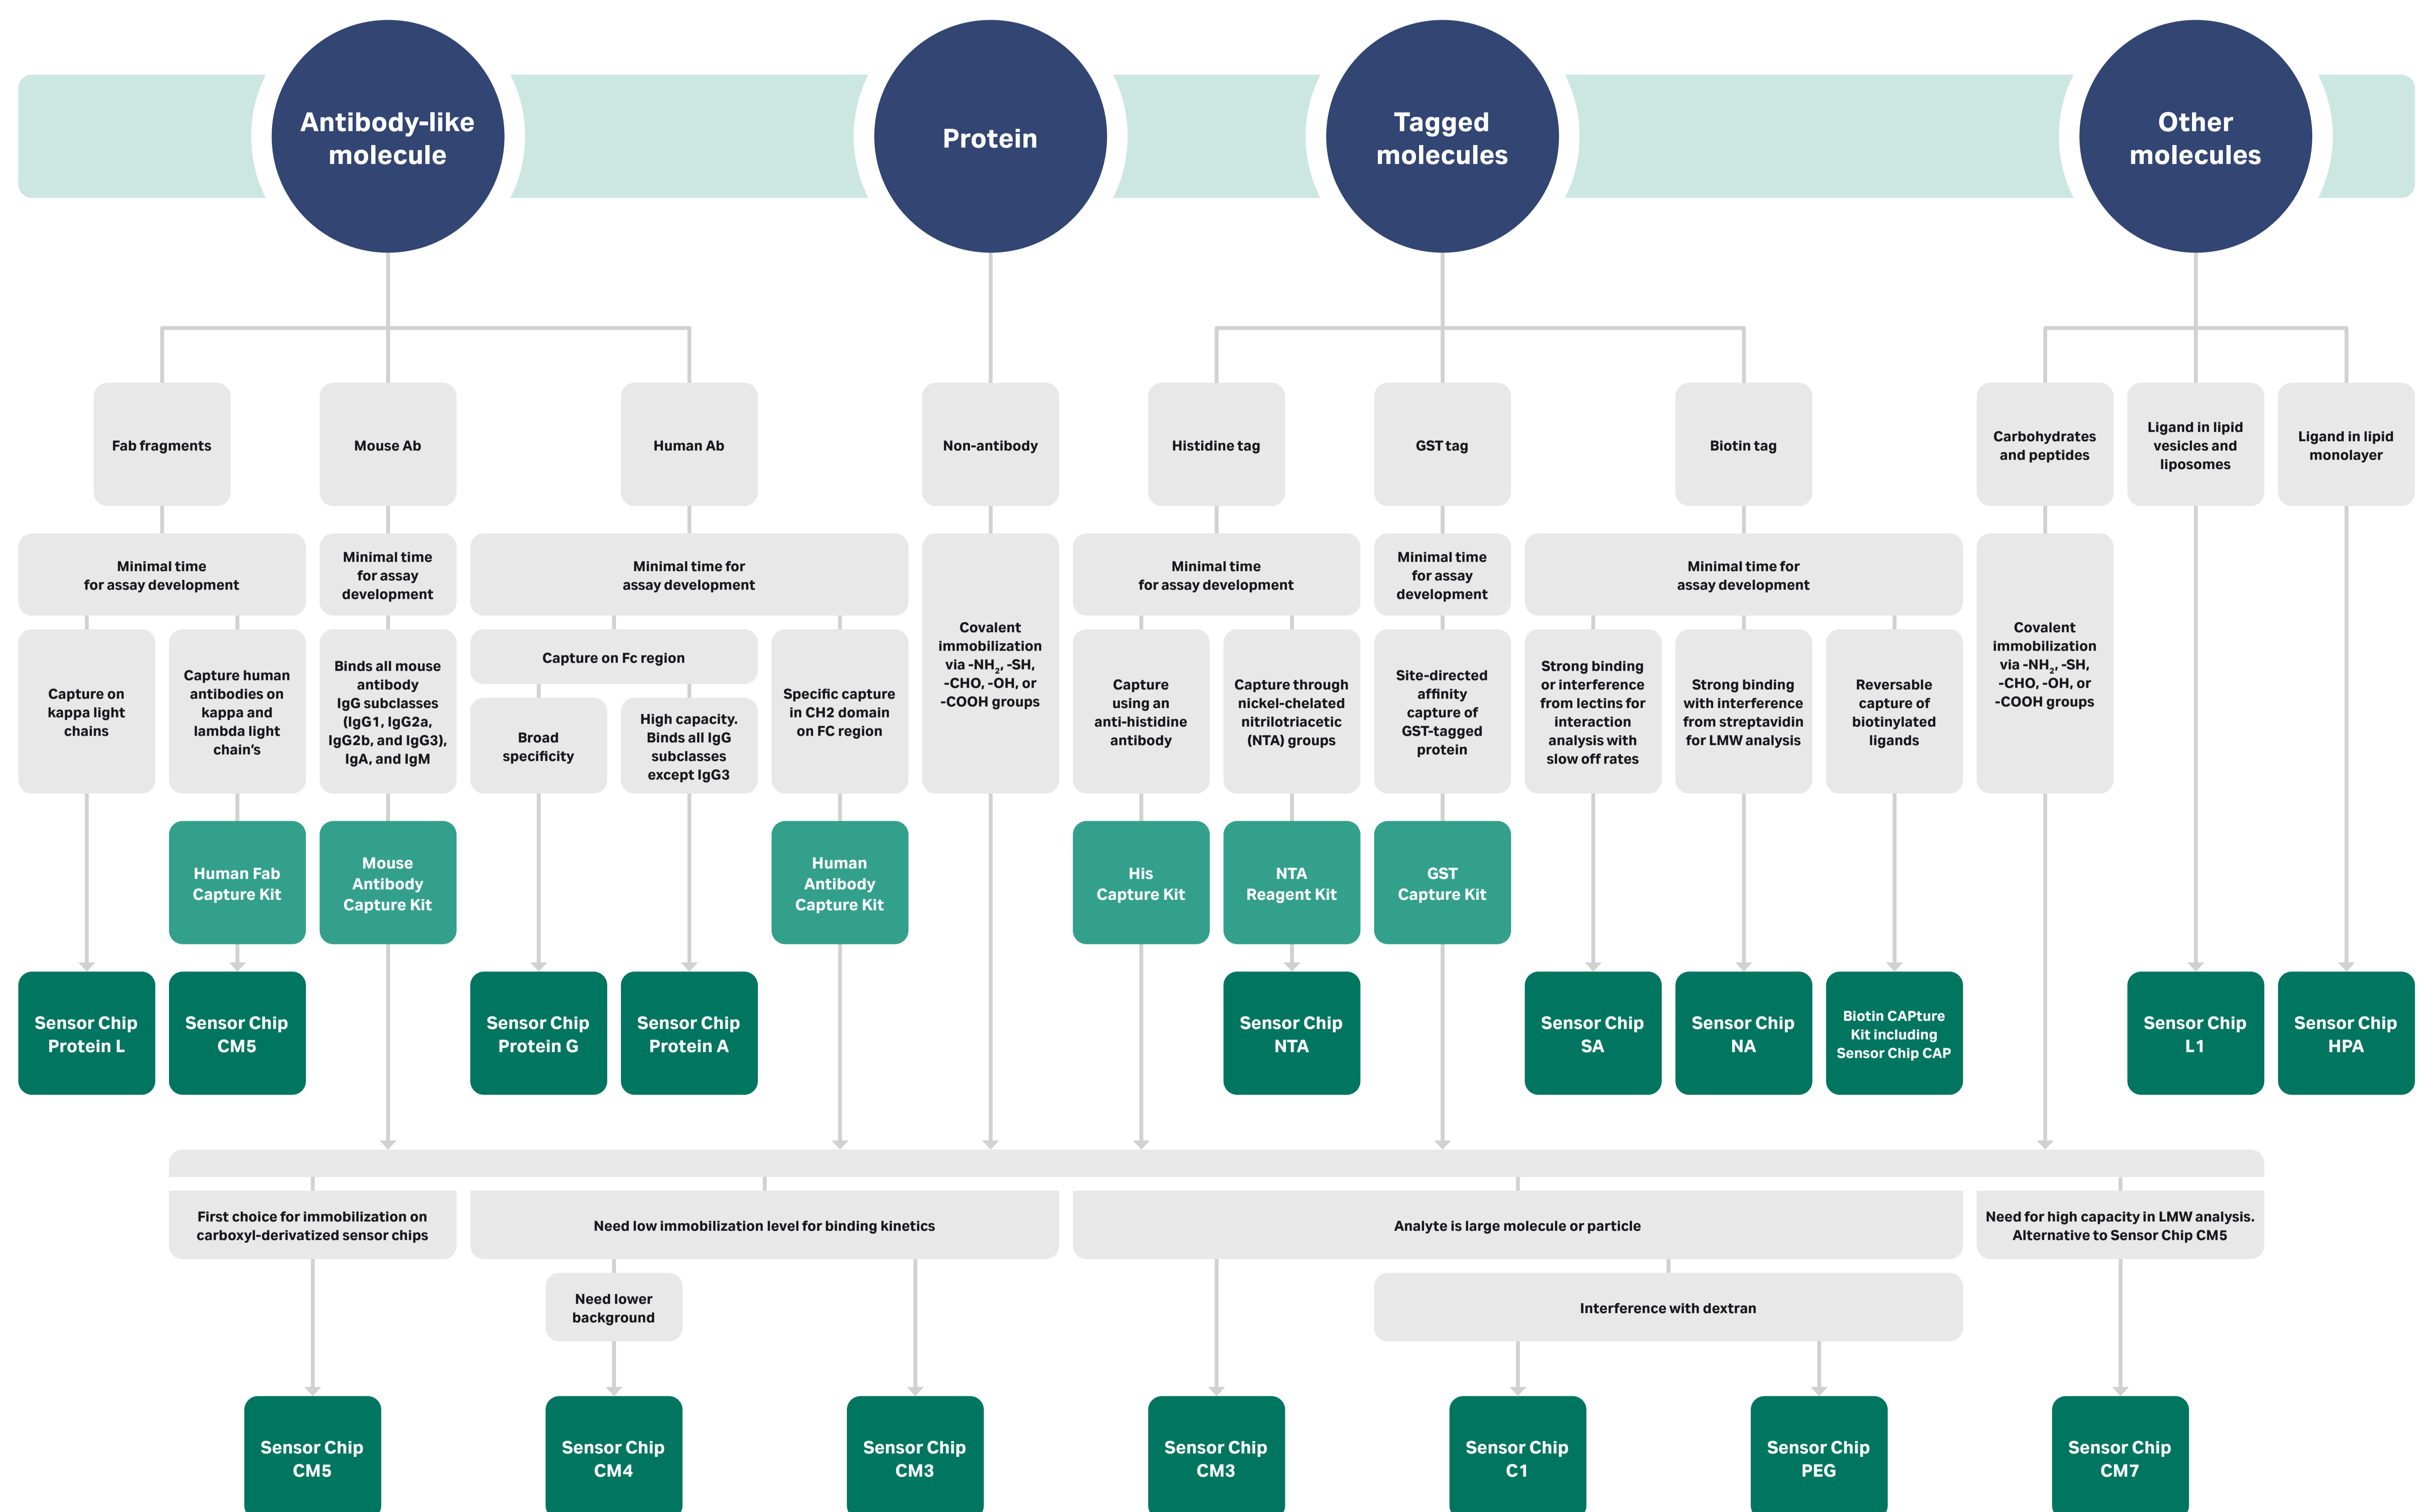 Antibody-like
molecule
Protein
Tagged
molecules
Other
molecules
Fab fragments
Mouse Ab
Human Ab
Non-antibody
Histidine tag
GST tag
Biotin tag
Carbohydrates
and peptides
Ligand in lipid
vesicles and
liposomes
Ligand in lipid
monolayer
Minimal time
for assay development
Minimal time
for assay
development
Minimal time for
assay development
Covalent
immobilization
via -NH₂, -SH,
-CHO, -OH, or
-COOH groups
Minimal time
for assay development
Minimal time
for assay
development
Minimal time for
assay development
Covalent
immobilization
via -NH₂, -SH,
-CHO, -OH, or
-COOH groups
Capture on
kappa light
chains
Capture human
antibodies on
kappa and
lambda light
chain’s
Binds all mouse
antibody
IgG subclasses
(IgG1, IgG2a,
IgG2b, and IgG3),
IgA, and IgM
Capture on Fc region
Broad
specificity
High capacity.
Binds all IgG
subclasses
except IgG3
Specific capture
in CH2 domain
on FC region
Capture
using an
anti-histidine
antibody
Capture through
nickel-chelated
nitrilotriacetic
(NTA) groups
Site-directed
affinity
capture of
GST-tagged
protein
Strong binding
or interference
from lectins for
interaction
analysis with
slow off rates
Strong binding
with interference
from streptavidin
for LMW analysis
Reversable
capture of
biotinylated
ligands
Human Fab
Capture Kit
Mouse
Antibody
Capture Kit
Human
Antibody
Capture Kit
His
Capture Kit
NTA
Reagent Kit
GST
Capture Kit
Sensor Chip
Protein L
Sensor Chip
CM5
Sensor Chip
Protein G
Sensor Chip
Protein A
Sensor Chip
NTA
Sensor Chip
SA
Sensor Chip
NA
Biotin CAPture
Kit including
Sensor Chip CAP
Sensor Chip
L1
Sensor Chip
HPA
First choice for immobilization on
carboxyl-derivatized sensor chips
Need low immobilization level for binding kinetics
Analyte is large molecule or particle
Need for high capacity in LMW analysis.
Alternative to Sensor Chip CM5
Need lower
background
Interference with dextran
Sensor Chip
CM5
Sensor Chip
CM4
Sensor Chip
CM3
Sensor Chip
CM3
Sensor Chip
C1
Sensor Chip
PEG
Sensor Chip
CM7